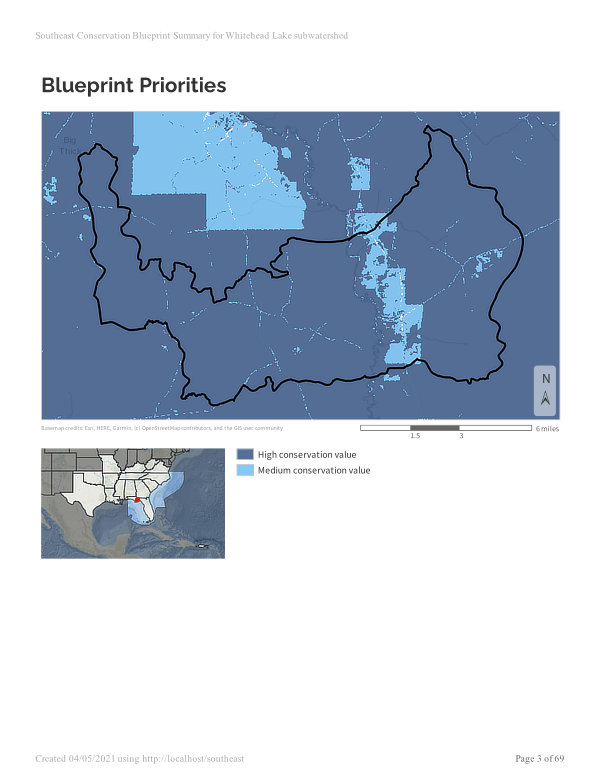 Southeast Conservation Blueprint Summary for Whitehead Lake subwatershed
Blueprint Priorities
Big
Thick
N
Basemap credits: Esri, HERE, Garmin, (c) OpenStreetMap contributors, and the GIS user community
6 miles
1.5 3
High conservation value
Medium conservation value
Created 04/05/2021 using http://localhost/southeast
Page 3 of 69